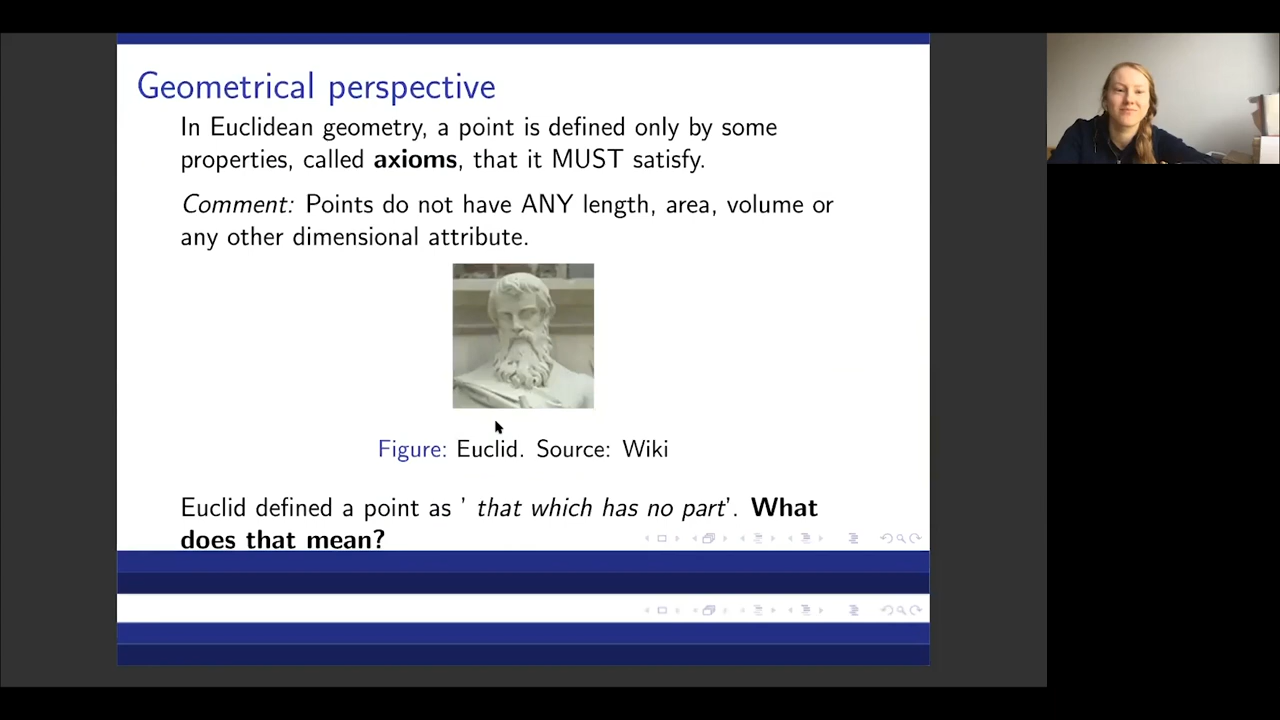 Geometrical perspective
In Euclidean geometry, a point is defined only by some
properties, called axioms, that it MUST satisfy.
Comment: Points do not have ANY length, area, volume or
any other dimensional attribute.
Figure: Euclid. Source: Wiki
Euclid defined a point as ’ that which has no part’. What
does that mean?